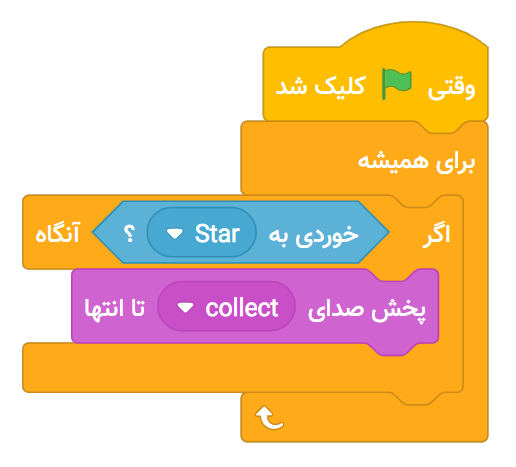 وقتی کلیک شد
برای همیشه
اگر خوردی به Star ؟ آنگاه
پخش صدای collect تا انتها